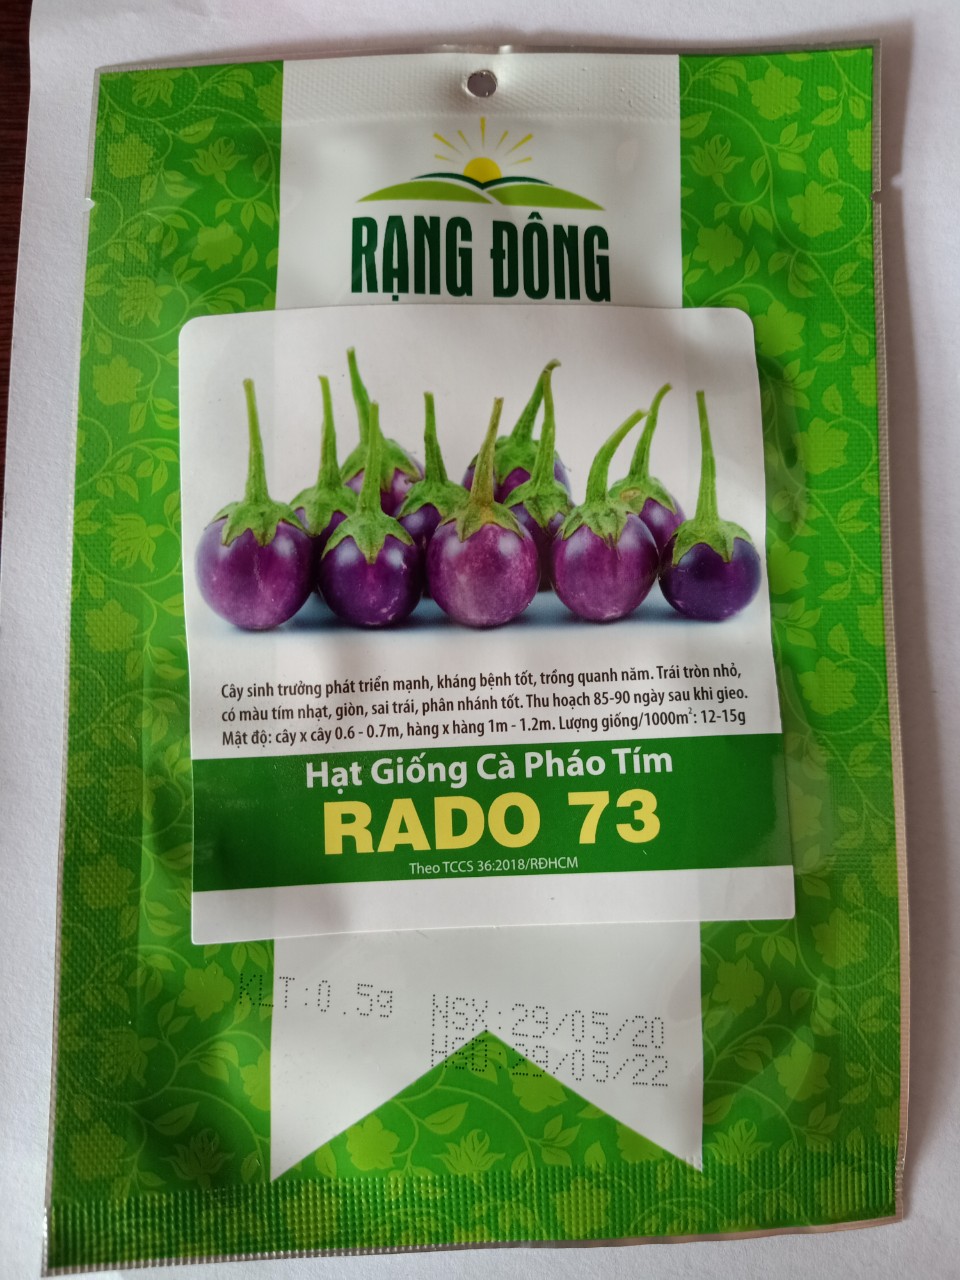 RẠNG ĐÔNG
Cây sinh trưởng phát triển mạnh, kháng bệnh tốt, trồng quanh năm. Trái tròn nhỏ,
có màu tím nhạt, giòn, sai trái, phân nhánh tốt. Thu hoạch 85-90 ngày sau khi gieo.
Mật độ: cây x cây 0.6 - 0.7m, hàng x hàng 1m - 1.2m. Lượng giống/1000m²: 12-15g
Hạt Giống Cà Pháo Tím
RADO 73
Theo TCCS 36:2018/RĐHCM
KLT:0.5g
NSX:29/05/20
HSD:29/05/22